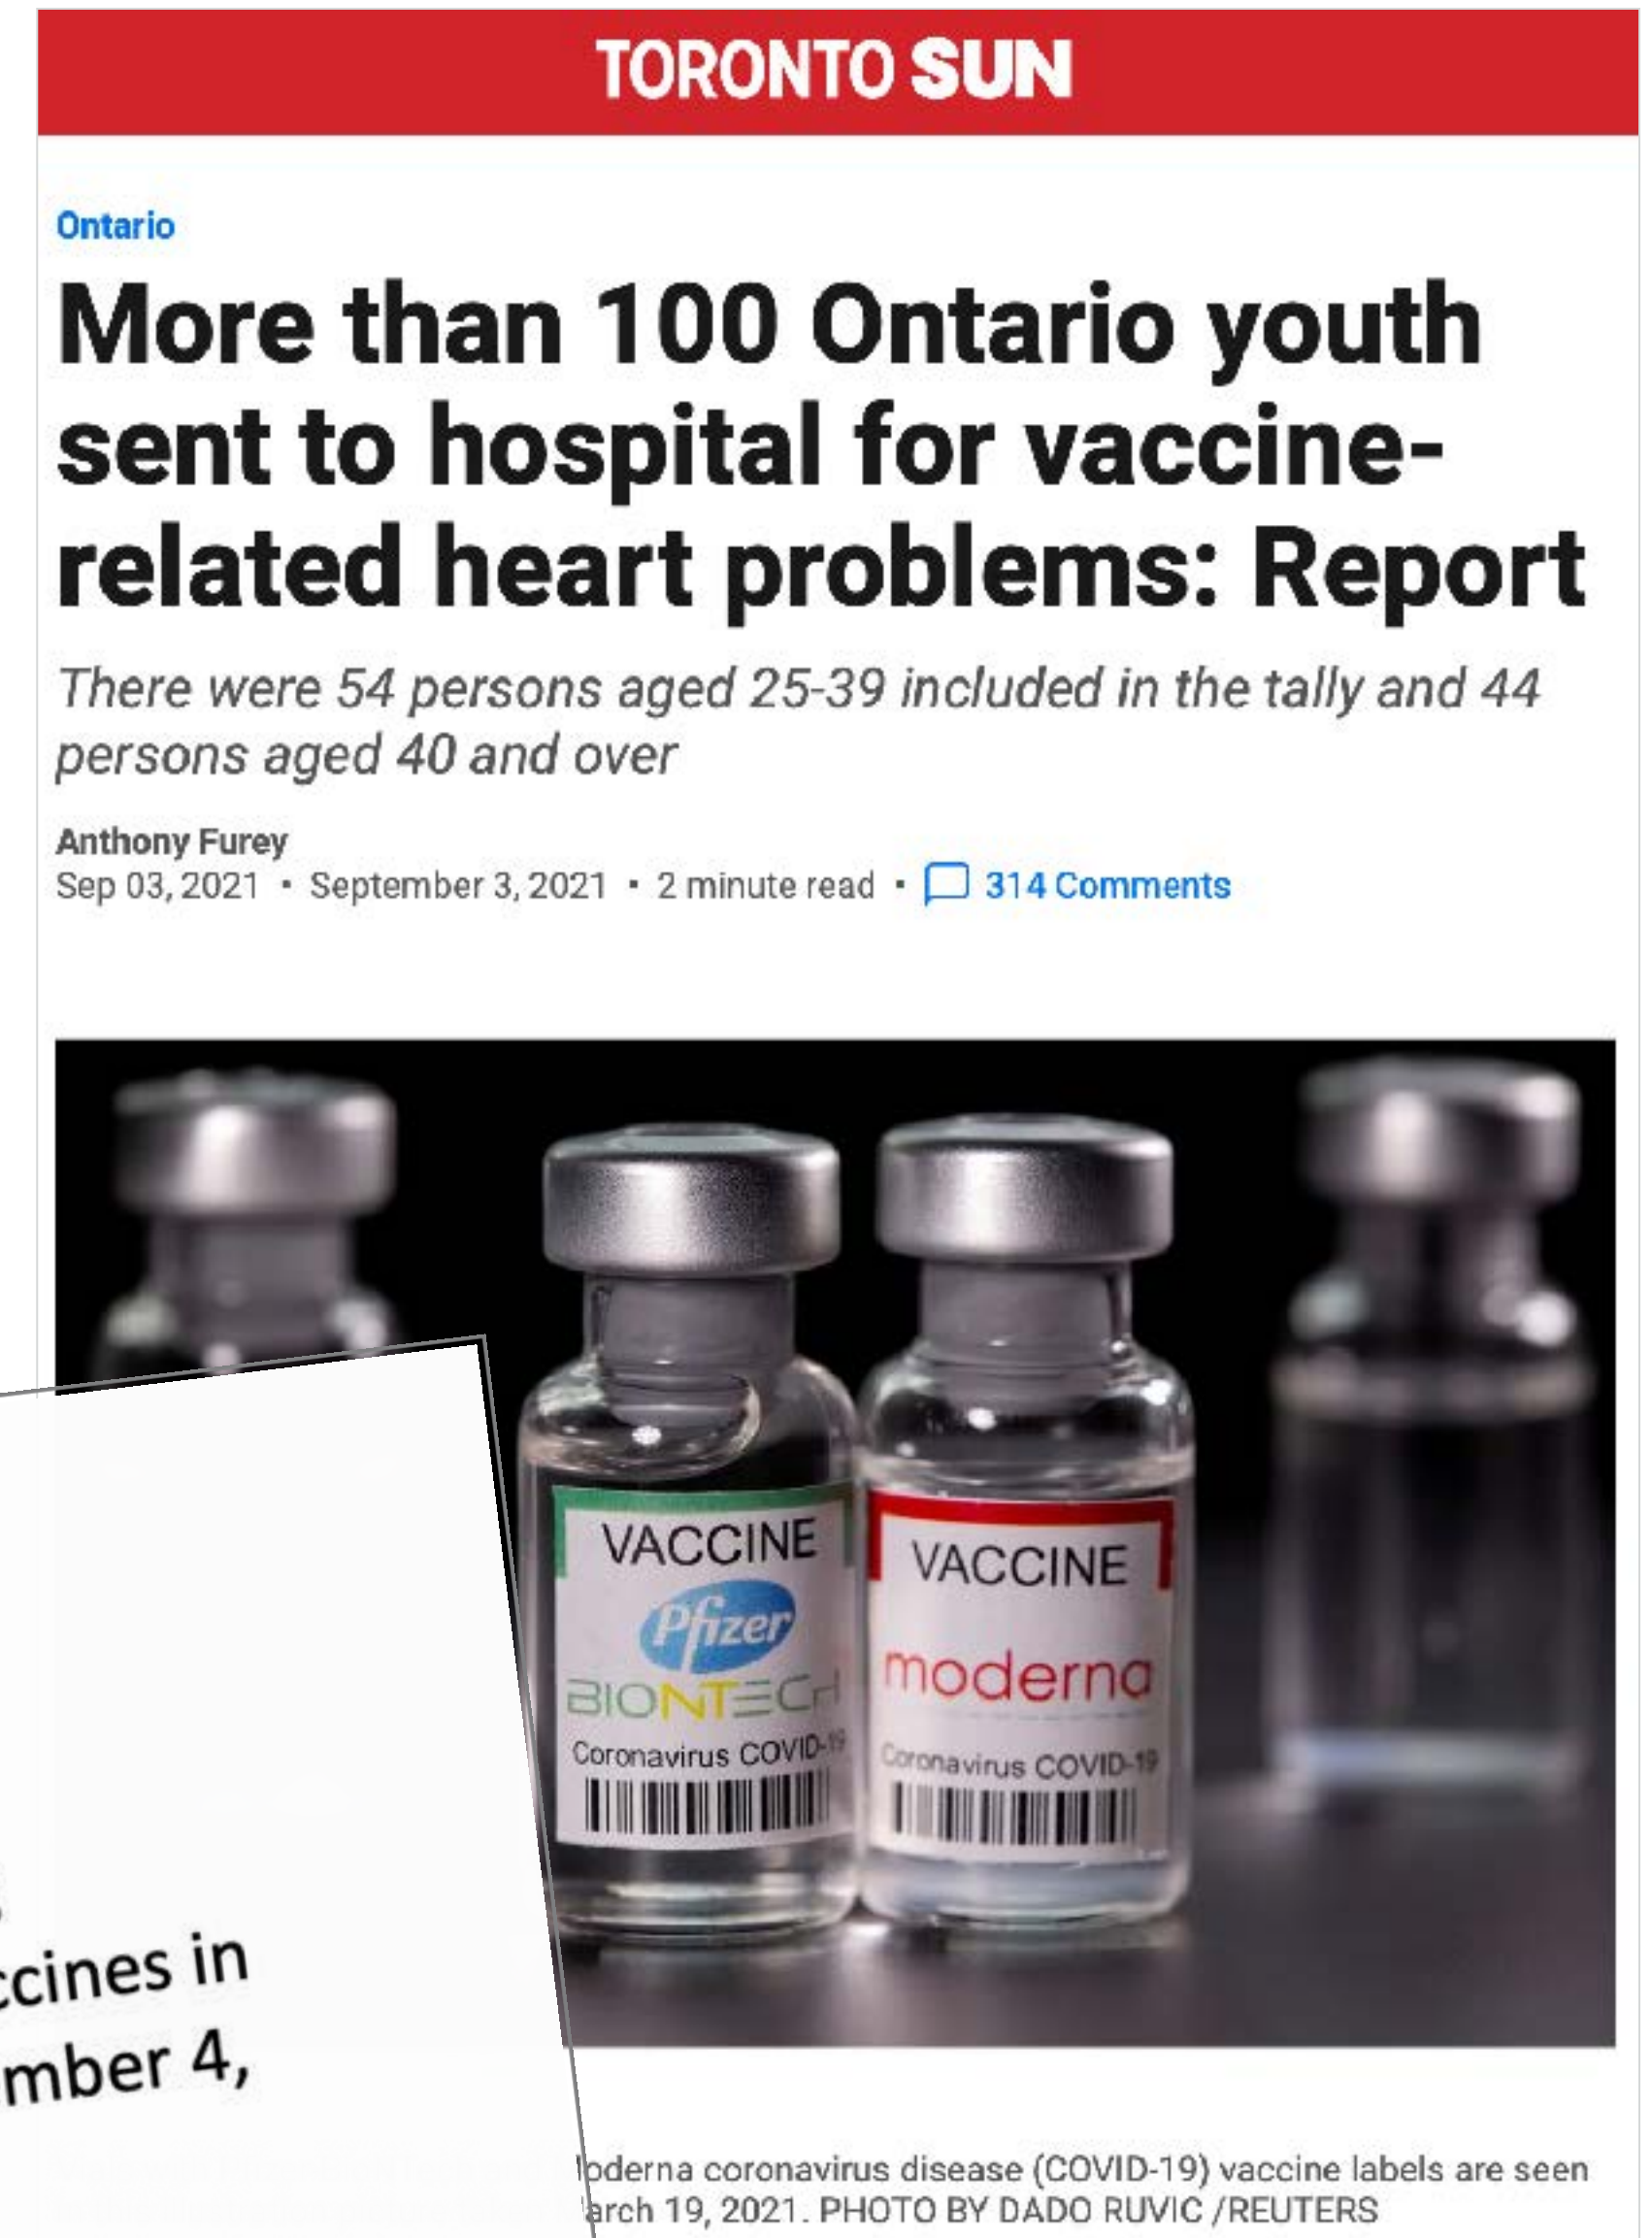 TORONTO SUN
Ontario
More than 100 Ontario youth
sent to hospital for vaccine-
related heart problems: Report
There were 54 persons aged 25-39 included in the tally and 44
persons aged 40 and over
Anthony Furey
Sep 03, 2021 • September 3, 2021 • 2 minute read • 314 Comments
VACCINE
Pfizer
BIONTECH
Coronavirus COVID-19
VACCINE
moderna
Coronavirus COVID-19
in
4,
coronavirus disease (COVID-19) vaccine labels are seen
19, 2021. PHOTO BY DADO RUVIC /REUTERS